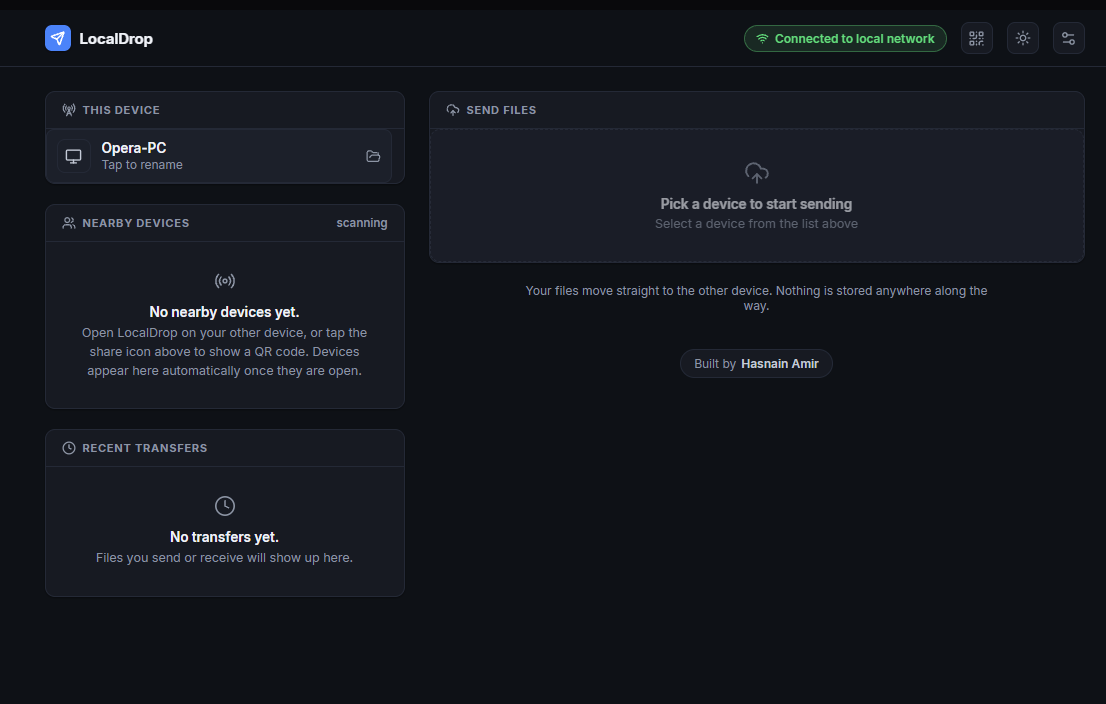 LocalDrop
Connected to local network
THIS DEVICE
Opera-PC
Tap to rename
NEARBY DEVICES
scanning
No nearby devices yet.
Open LocalDrop on your other device, or tap the
share icon above to show a QR code. Devices
appear here automatically once they are open.
RECENT TRANSFERS
No transfers yet.
Files you send or receive will show up here.
SEND FILES
Pick a device to start sending
Select a device from the list above
Your files move straight to the other device. Nothing is stored anywhere along the
way.
Built by Hasnain Amir